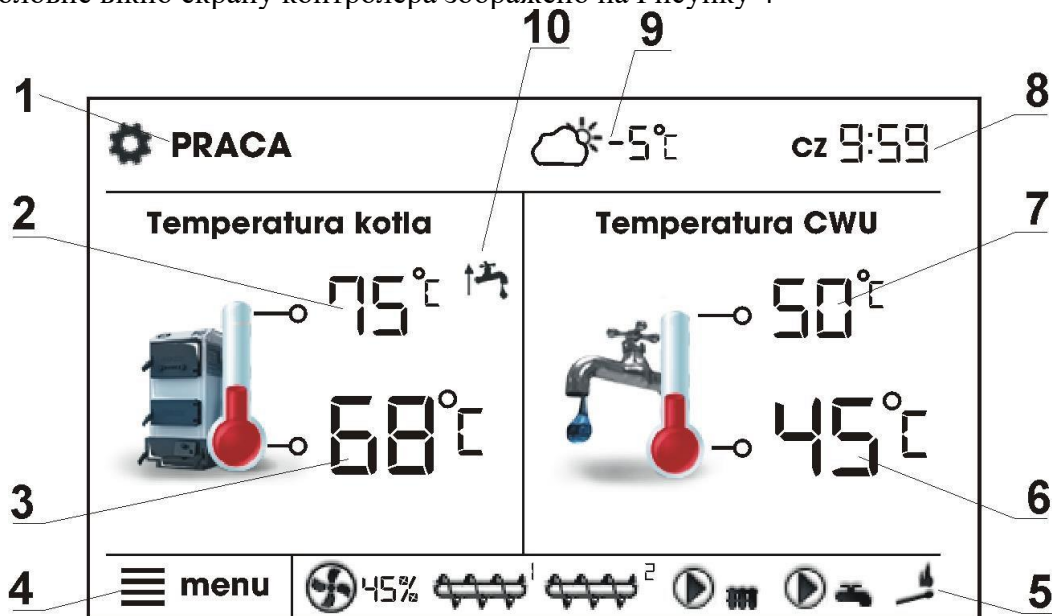 оловне вікно екрану контролера зображено на Рисунку 4
10
9
1
8
PRACA
-5°C
cz 9:59
2
Temperatura kotla
Temperatura CWU
7
75°C
50°C
68°C
45°C
3
6
4
menu
45%
1
2
5